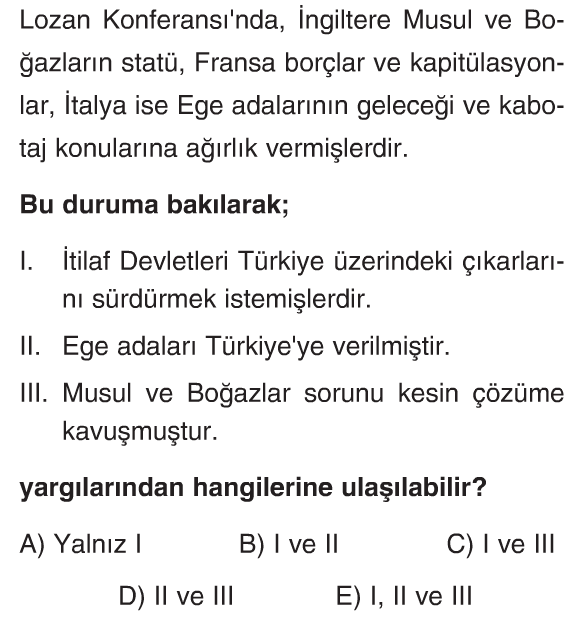 Lozan Konferansı'nda, İngiltere Musul ve Bo-
ğazların statü, Fransa borçlar ve kapitülasyon-
lar, İtalya ise Ege adalarının geleceği ve kabo-
taj konularına ağırlık vermişlerdir.
Bu duruma bakılarak;
I. İtilaf Devletleri Türkiye üzerindeki çıkarları-
nı sürdürmek istemişlerdir.
II. Ege adaları Türkiye'ye verilmiştir.
III. Musul ve Boğazlar sorunu kesin çözüme
kavuşmuştur.
yargılarından hangilerine ulaşılabilir?
A) Yalnız I B) I ve II C) I ve III
D) II ve III E) I, II ve III